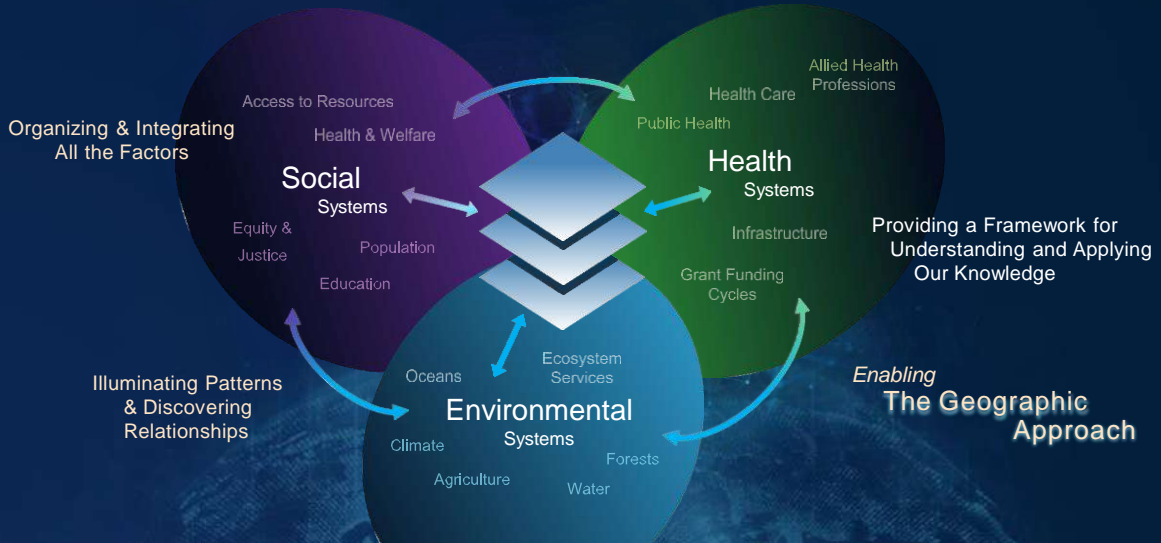 Organizing & Integrating
All the Factors
Access to Resources
Health & Welfare
Social
Systems
Equity &
Justice
Population
Education
Allied Health
Professions
Health Care
Public Health
Health
Systems
Infrastructure
Grant Funding
Cycles
Providing a Framework for
Understanding and Applying
Our Knowledge
Illuminating Patterns
& Discovering
Relationships
Oceans
Ecosystem
Services
Environmental
Systems
Climate
Agriculture
Forests
Water
Enabling
The Geographic
Approach